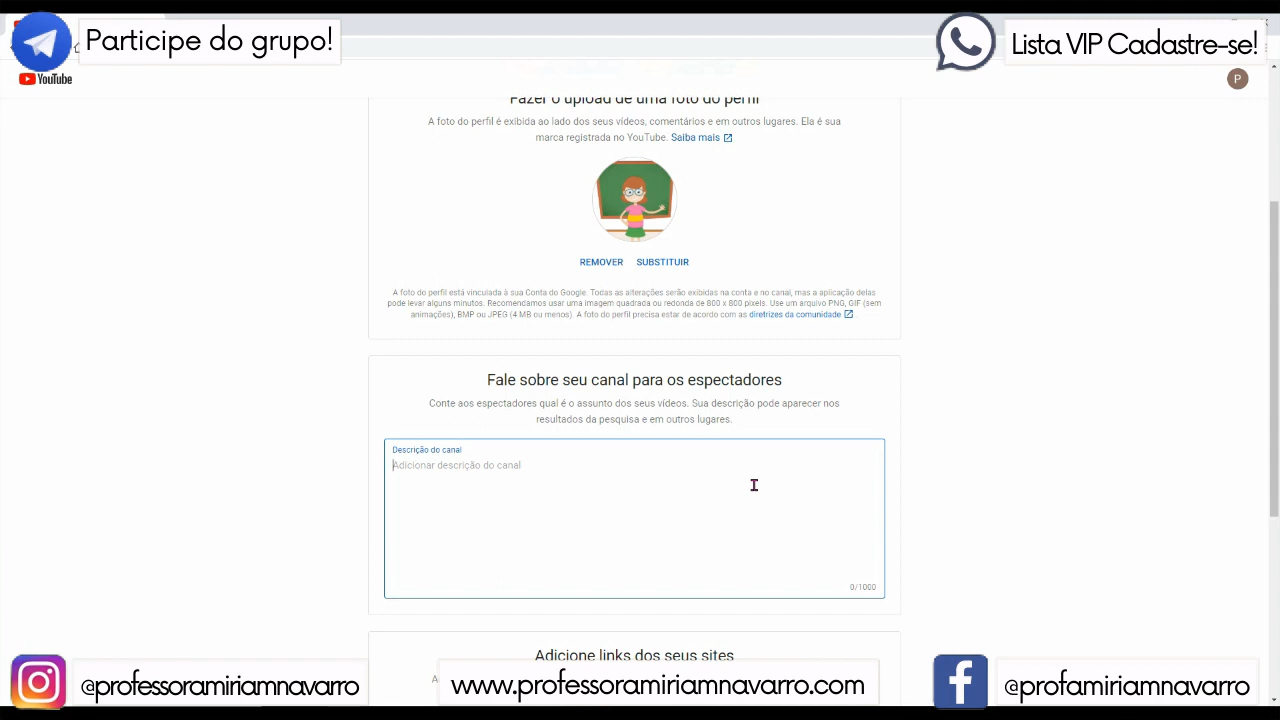 Participe do grupo!
Lista VIP Cadastre-se!
YouTube
P
Fazer o upload de uma foto do perfil
A foto do perfil é exibida ao lado dos seus vídeos, comentários e em outros lugares. Ela é sua
marca registrada no YouTube. Saiba mais
REMOVER SUBSTITUIR
A foto do perfil está vinculada à sua Conta do Google. Todas as alterações serão exibidas na conta e no canal, mas a aplicação delas
pode levar alguns minutos. Recomendamos usar uma imagem quadrada ou redonda de 800 x 800 pixels. Use um arquivo PNG, GIF (sem
animações), BMP ou JPEG (4 MB ou menos). A foto do perfil precisa estar de acordo com as diretrizes da comunidade .
Fale sobre seu canal para os espectadores
Conte aos espectadores qual é o assunto dos seus vídeos. Sua descrição pode aparecer nos
resultados da pesquisa e em outros lugares.
Descrição do canal
Adicionar descrição do canal
0/1000
Adicione links dos seus sites
@professoramiriamnavarro
www.professoramiriamnavarro.com
@profamiriamnavarro